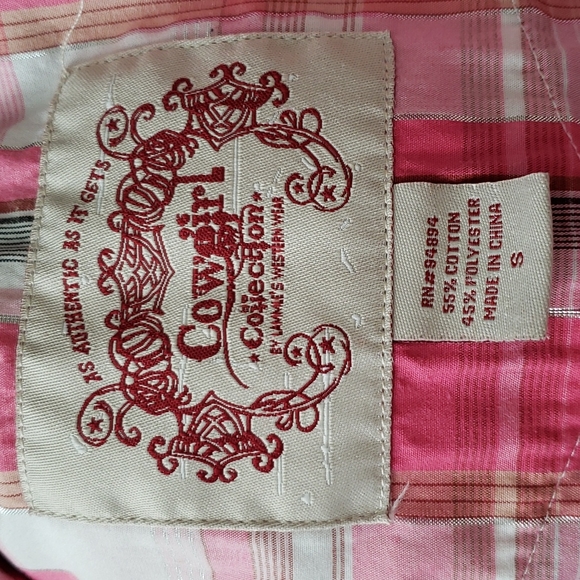 AS AUTHENTIC AS IT GETS
Cowgirl
Collection
BY LAMMLE'S WESTERN WEAR
RN#94894
55% COTTON
45% POLYESTER
MADE IN CHINA
S